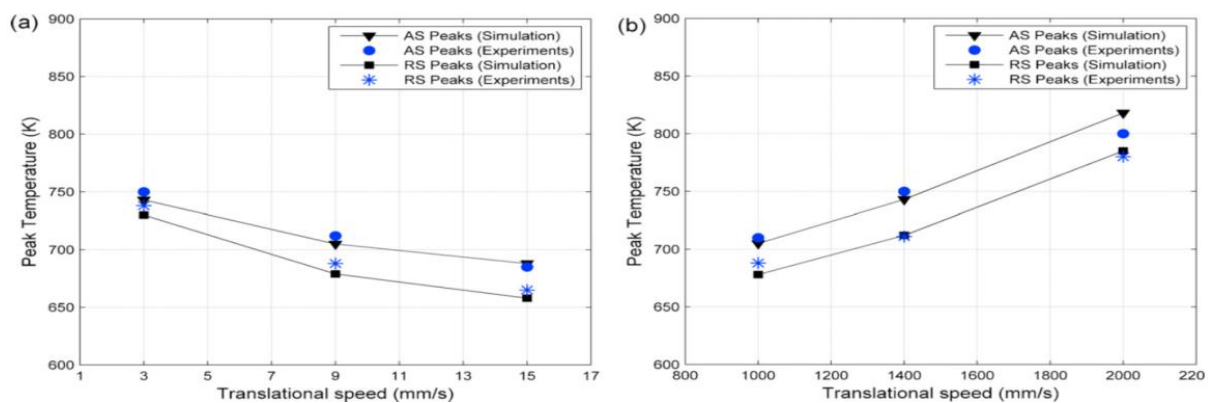 (a)
AS Peaks (Simulation)
AS Peaks (Experiments)
RS Peaks (Simulation)
RS Peaks (Experiments)
Peak Temperature (K)
900
850
800
750
700
650
600
1 3 5 7 9 11 13 15 17
Translational speed (mm/s)
(b)
AS Peaks (Simulation)
AS Peaks (Experiments)
RS Peaks (Simulation)
RS Peaks (Experiments)
Peak Temperature (K)
900
850
800
750
700
650
600
800 1000 1200 1400 1600 1800 2000 220
Translational speed (mm/s)